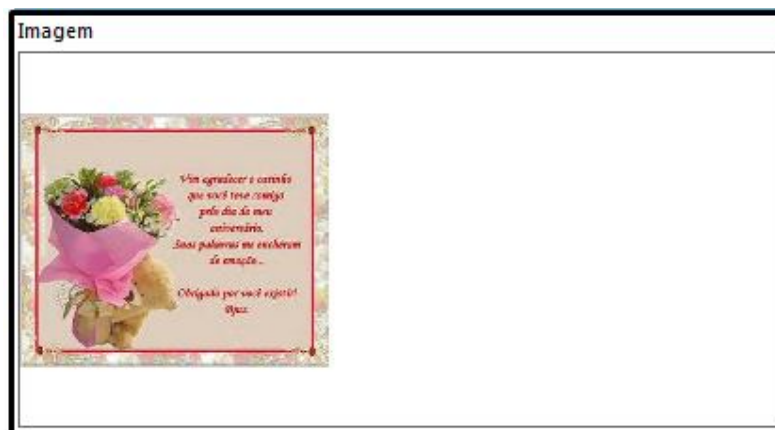 Imagem
Vim agradecer o carinho
que você teve comigo
pelo dia do meu
aniversário.
Suas palavras me encheram
de emoção...
Obrigado por você existir!
Bjus.